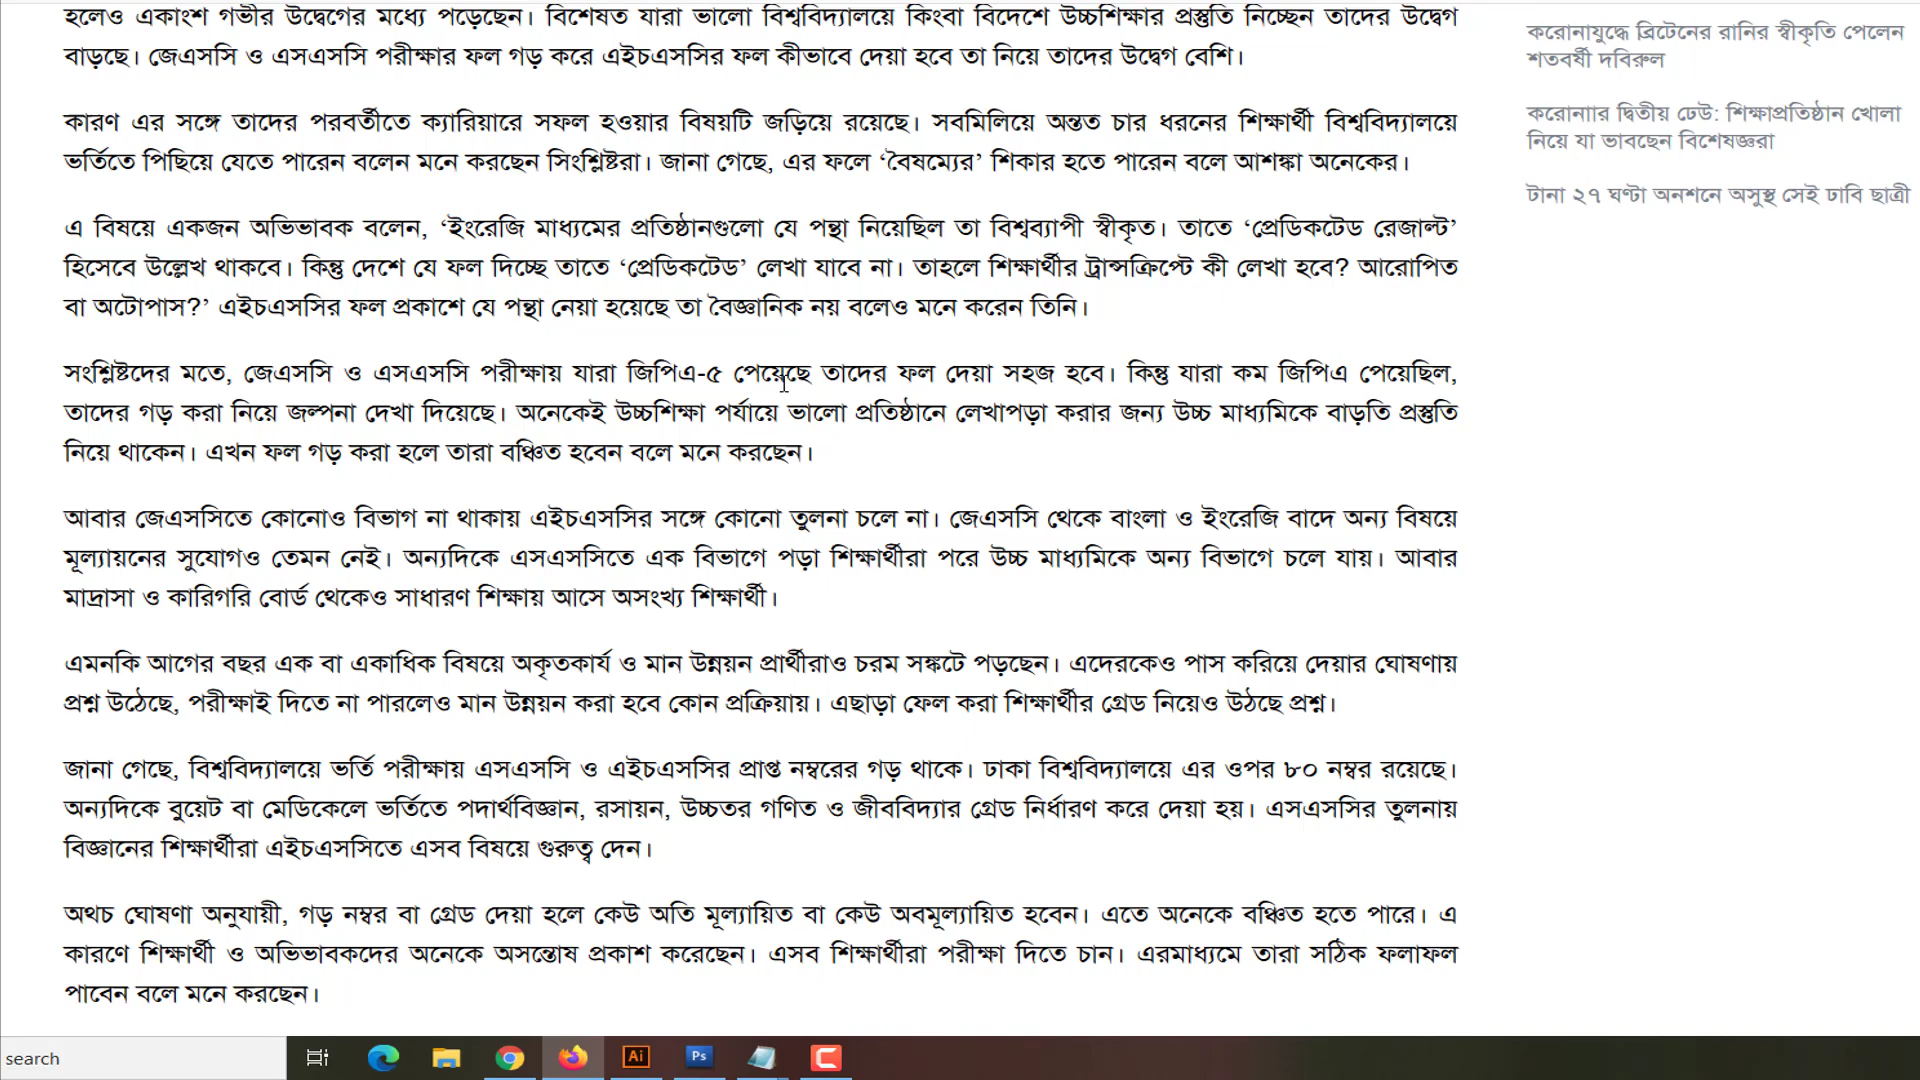 হলেও একাংশ গভীর উদ্বেগের মধ্যে পড়েছেন। বিশেষত যারা ভালো বিশ্ববিদ্যালয়ে কিংবা বিদেশে উচ্চশিক্ষার প্রস্তুতি নিচ্ছেন তাদের উদ্বেগ
বাড়ছে। জেএসসি ও এসএসসি পরীক্ষার ফল গড় করে এইচএসসির ফল কীভাবে দেয়া হবে তা নিয়ে তাদের উদ্বেগ বেশি।
কারণ এর সঙ্গে তাদের পরবর্তীতে ক্যারিয়ারে সফল হওয়ার বিষয়টি জড়িয়ে রয়েছে। সবমিলিয়ে অন্তত চার ধরনের শিক্ষার্থী বিশ্ববিদ্যালয়ে
ভর্তিতে পিছিয়ে যেতে পারেন বলেন মনে করছেন সিংশ্লিষ্টরা। জানা গেছে, এর ফলে ‘বৈষম্যের’ শিকার হতে পারেন বলে আশঙ্কা অনেকের।
এ বিষয়ে একজন অভিভাবক বলেন, ‘ইংরেজি মাধ্যমের প্রতিষ্ঠানগুলো যে পন্থা নিয়েছিল তা বিশ্বব্যাপী স্বীকৃত। তাতে ‘প্রেডিকটেড রেজাল্ট’
হিসেবে উল্লেখ থাকবে। কিন্তু দেশে যে ফল দিচ্ছে তাতে ‘প্রেডিকটেড’ লেখা যাবে না। তাহলে শিক্ষার্থীর ট্রান্সক্রিপ্টে কী লেখা হবে? আরোপিত
বা অটোপাস?’ এইচএসসির ফল প্রকাশে যে পন্থা নেয়া হয়েছে তা বৈজ্ঞানিক নয় বলেও মনে করেন তিনি।
সংশ্লিষ্টদের মতে, জেএসসি ও এসএসসি পরীক্ষায় যারা জিপিএ-৫ পেয়েছে তাদের ফল দেয়া সহজ হবে। কিন্তু যারা কম জিপিএ পেয়েছিল,
তাদের গড় করা নিয়ে জল্পনা দেখা দিয়েছে। অনেকেই উচ্চশিক্ষা পর্যায়ে ভালো প্রতিষ্ঠানে লেখাপড়া করার জন্য উচ্চ মাধ্যমিকে বাড়তি প্রস্তুতি
নিয়ে থাকেন। এখন ফল গড় করা হলে তারা বঞ্চিত হবেন বলে মনে করছেন।
আবার জেএসসিতে কোনোও বিভাগ না থাকায় এইচএসসির সঙ্গে কোনো তুলনা চলে না। জেএসসি থেকে বাংলা ও ইংরেজি বাদে অন্য বিষয়ে
মূল্যায়নের সুযোগও তেমন নেই। অন্যদিকে এসএসসিতে এক বিভাগে পড়া শিক্ষার্থীরা পরে উচ্চ মাধ্যমিকে অন্য বিভাগে চলে যায়। আবার
মাদ্রাসা ও কারিগরি বোর্ড থেকেও সাধারণ শিক্ষায় আসে অসংখ্য শিক্ষার্থী।
এমনকি আগের বছর এক বা একাধিক বিষয়ে অকৃতকার্য ও মান উন্নয়ন প্রার্থীরাও চরম সঙ্কটে পড়ছেন। এদেরকেও পাস করিয়ে দেয়ার ঘোষণায়
প্রশ্ন উঠেছে, পরীক্ষাই দিতে না পারলেও মান উন্নয়ন করা হবে কোন প্রক্রিয়ায়। এছাড়া ফেল করা শিক্ষার্থীর গ্রেড নিয়েও উঠছে প্রশ্ন।
জানা গেছে, বিশ্ববিদ্যালয়ে ভর্তি পরীক্ষায় এসএসসি ও এইচএসসির প্রাপ্ত নম্বরের গড় থাকে। ঢাকা বিশ্ববিদ্যালয়ে এর ওপর ৮০ নম্বর রয়েছে।
অন্যদিকে বুয়েট বা মেডিকেলে ভর্তিতে পদার্থবিজ্ঞান, রসায়ন, উচ্চতর গণিত ও জীববিদ্যার গ্রেড নির্ধারণ করে দেয়া হয়। এসএসসির তুলনায়
বিজ্ঞানের শিক্ষার্থীরা এইচএসসিতে এসব বিষয়ে গুরুত্ব দেন।
অথচ ঘোষণা অনুযায়ী, গড় নম্বর বা গ্রেড দেয়া হলে কেউ অতি মূল্যায়িত বা কেউ অবমূল্যায়িত হবেন। এতে অনেকে বঞ্চিত হতে পারে। এ
কারণে শিক্ষার্থী ও অভিভাবকদের অনেকে অসন্তোষ প্রকাশ করেছেন। এসব শিক্ষার্থীরা পরীক্ষা দিতে চান। এরমাধ্যমে তারা সঠিক ফলাফল
পাবেন বলে মনে করছেন।
করোনাযুদ্ধে ব্রিটেনের রানির স্বীকৃতি পেলেন
শতবর্ষী দবিরুল
করোনাার দ্বিতীয় ঢেউ: শিক্ষাপ্রতিষ্ঠান খোলা
নিয়ে যা ভাবছেন বিশেষজ্ঞরা
টানা ২৭ ঘণ্টা অনশনে অসুস্থ সেই ঢাবি ছাত্রী
search
Ai
Ps